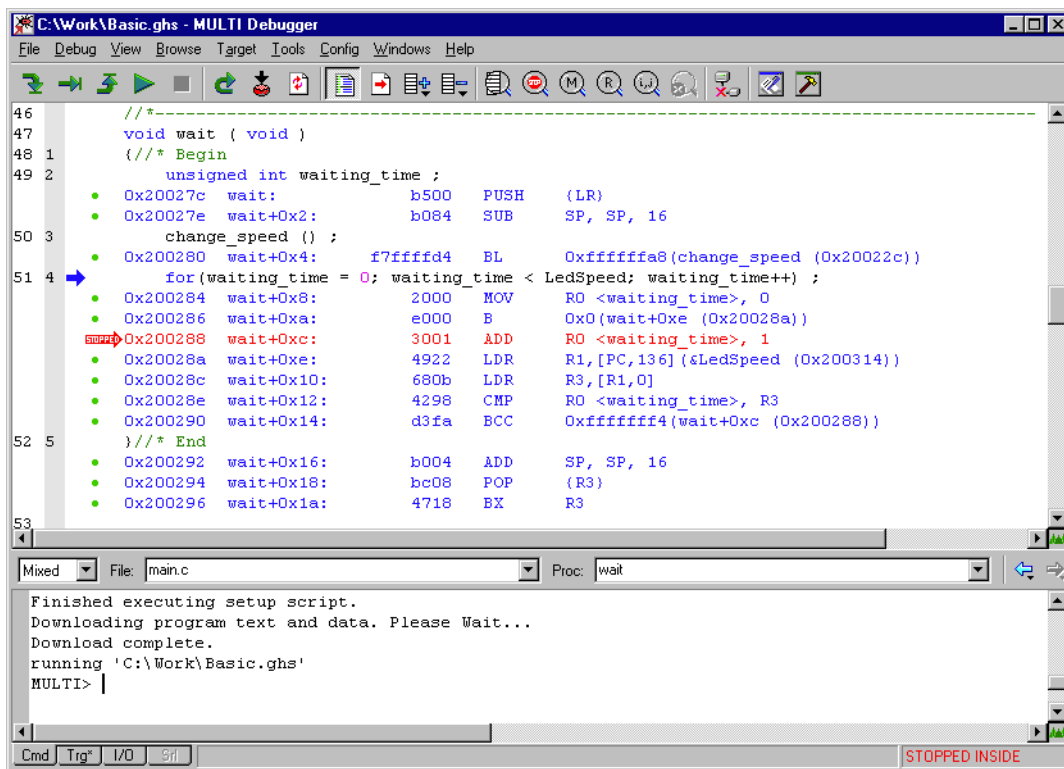 C:\Work\Basic.ghs - MULTI Debugger
File Debug View Browse Target Tools Config Windows Help
46 //*--------------------------------------------------------------------------------
47 void wait ( void )
48 1 {//* Begin
49 2 unsigned int waiting_time ;
0x20027c wait: b500 PUSH {LR}
0x20027e wait+0x2: b084 SUB SP, SP, 16
50 3 change_speed () ;
0x200280 wait+0x4: f7ffffd4 BL 0xffffffa8(change_speed (0x20022c))
51 4 for(waiting_time = 0; waiting_time < LedSpeed; waiting_time++) ;
0x200284 wait+0x8: 2000 MOV R0 <waiting_time>, 0
0x200286 wait+0xa: e000 B 0x0(wait+0xe (0x20028a))
STOPPED 0x200288 wait+0xc: 3001 ADD R0 <waiting_time>, 1
0x20028a wait+0xe: 4922 LDR R1,[PC,136](&LedSpeed (0x200314))
0x20028c wait+0x10: 680b LDR R3,[R1,0]
0x20028e wait+0x12: 4298 CMP R0 <waiting_time>, R3
0x200290 wait+0x14: d3fa BCC 0xfffffff4(wait+0xc (0x200288))
52 5 }//* End
0x200292 wait+0x16: b004 ADD SP, SP, 16
0x200294 wait+0x18: bc08 POP {R3}
0x200296 wait+0x1a: 4718 BX R3
53
Mixed File: main.c Proc: wait
Finished executing setup script.
Downloading program text and data. Please Wait...
Download complete.
running 'C:\Work\Basic.ghs'
MULTI>
Cmd Trg* I/O Srl STOPPED INSIDE